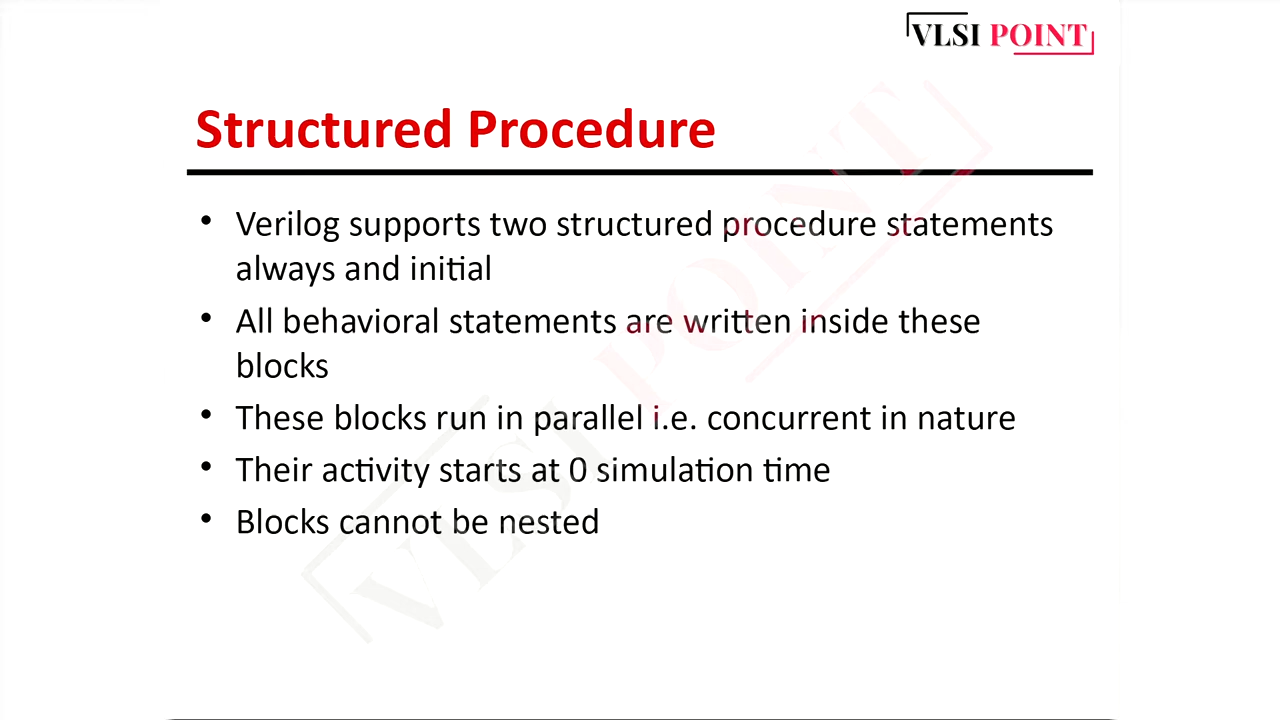 VLSI POINT
Structured Procedure
• Verilog supports two structured procedure statements
always and initial
• All behavioral statements are written inside these
blocks
• These blocks run in parallel i.e. concurrent in nature
• Their activity starts at 0 simulation time
• Blocks cannot be nested
VLSI POINT